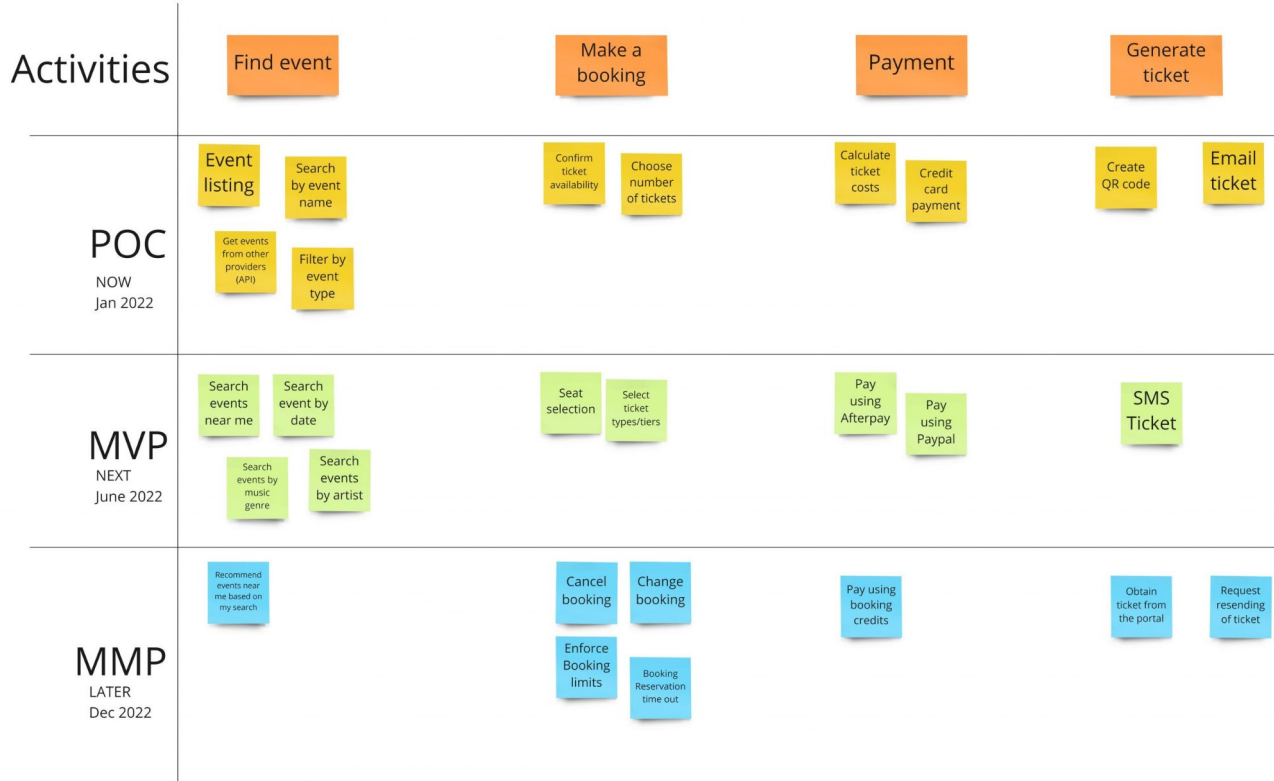 Activities
Find event
Make a
booking
Payment
Generate
ticket
POC
NOW
Jan 2022
Event
listing
Search
by event
name
Get events
from other
providers
(API)
Filter by
event
type
Confirm
ticket
availability
Choose
number
of tickets
Calculate
ticket
costs
Credit
card
payment
Create
QR code
Email
ticket
MVP
NEXT
June 2022
Search
events
near me
Search
event by
date
Search
events by
music
genre
Search
events
by artist
Seat
selection
Select
ticket
types/tiers
Pay
using
Afterpay
Pay
using
Paypal
SMS
Ticket
MMP
LATER
Dec 2022
Recommend
events near
me based on
my search
Cancel
booking
Change
booking
Enforce
Booking
limits
Booking
Reservation
time out
Pay using
booking
credits
Obtain
ticket from
the portal
Request
resending
of ticket